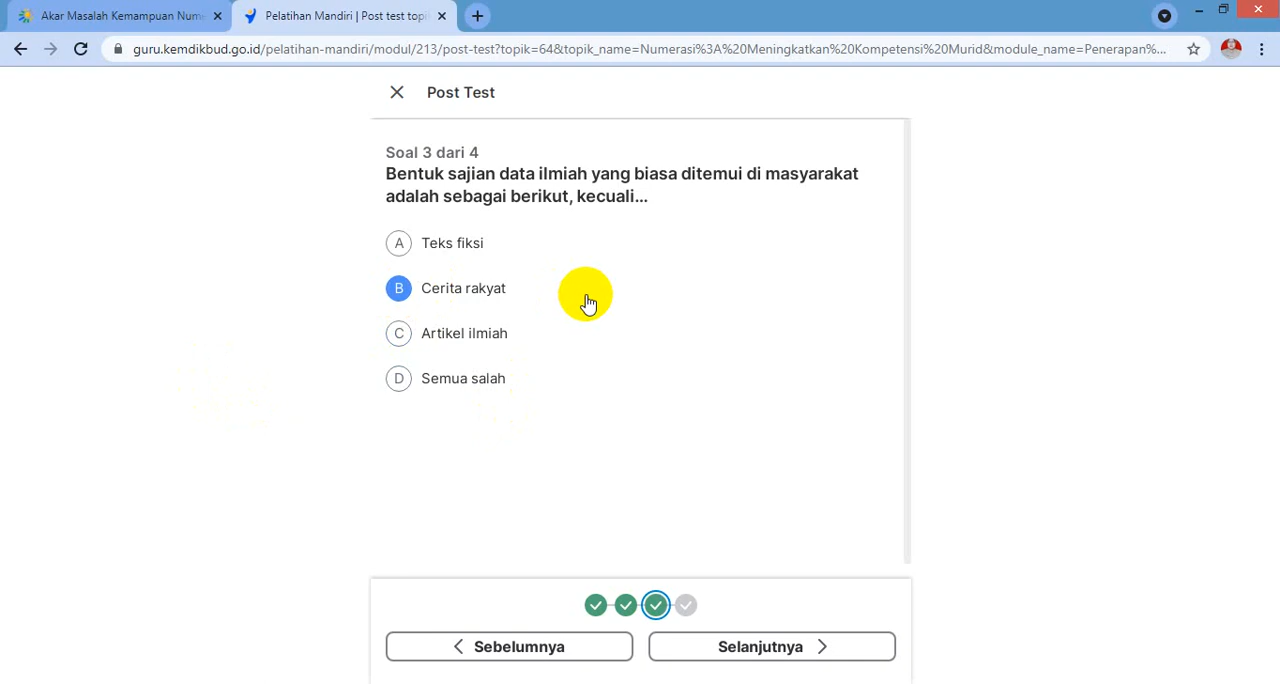 Akar Masalah Kemampuan Num
Pelatihan Mandiri | Post test topi
guru.kemdikbud.go.id/pelatihan-mandiri/modul/213/post-test?topik=64&topik_name=Numerasi%3A%20Meningkatkan%20Kompetensi%20Murid&module_name=Penerapan%...
Post Test
Soal 3 dari 4
Bentuk sajian data ilmiah yang biasa ditemui di masyarakat
adalah sebagai berikut, kecuali...
A Teks fiksi
B Cerita rakyat
C Artikel ilmiah
D Semua salah
Sebelumnya
Selanjutnya